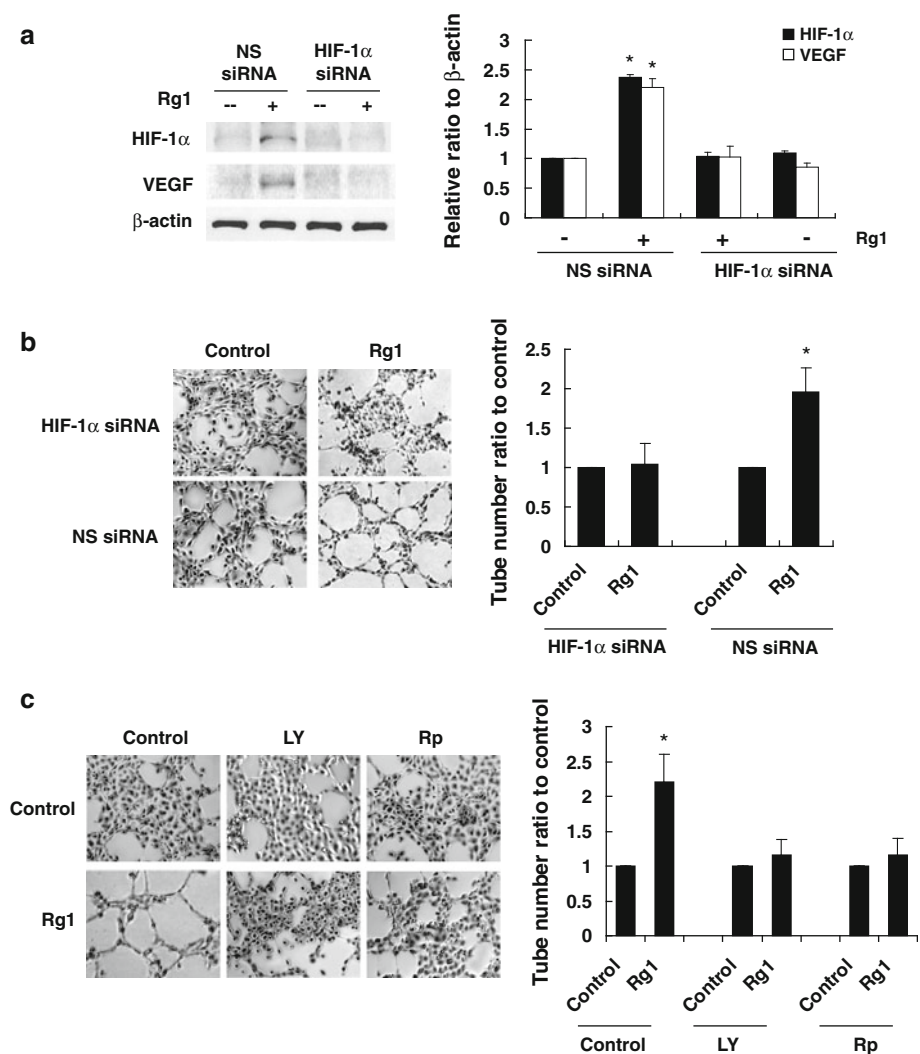 a
NS siRNA
HIF-1α siRNA
Rg1 -- + -- +
HIF-1α
VEGF
β-actin
Relative ratio to β-actin
3
2.5
2
1.5
1
0.5
0
HIF-1α
VEGF
* *
- + + - Rg1
NS siRNA HIF-1α siRNA
b
Control Rg1
HIF-1α siRNA
NS siRNA
Tube number ratio to control
2.5
2
1.5
1
0.5
0
*
Control Rg1 Control Rg1
HIF-1α siRNA NS siRNA
c
Control LY Rp
Control
Rg1
Tube number ratio to control
3
2.5
2
1.5
1
0.5
0
*
Control Rg1 Control Rg1 Control Rg1
Control LY Rp